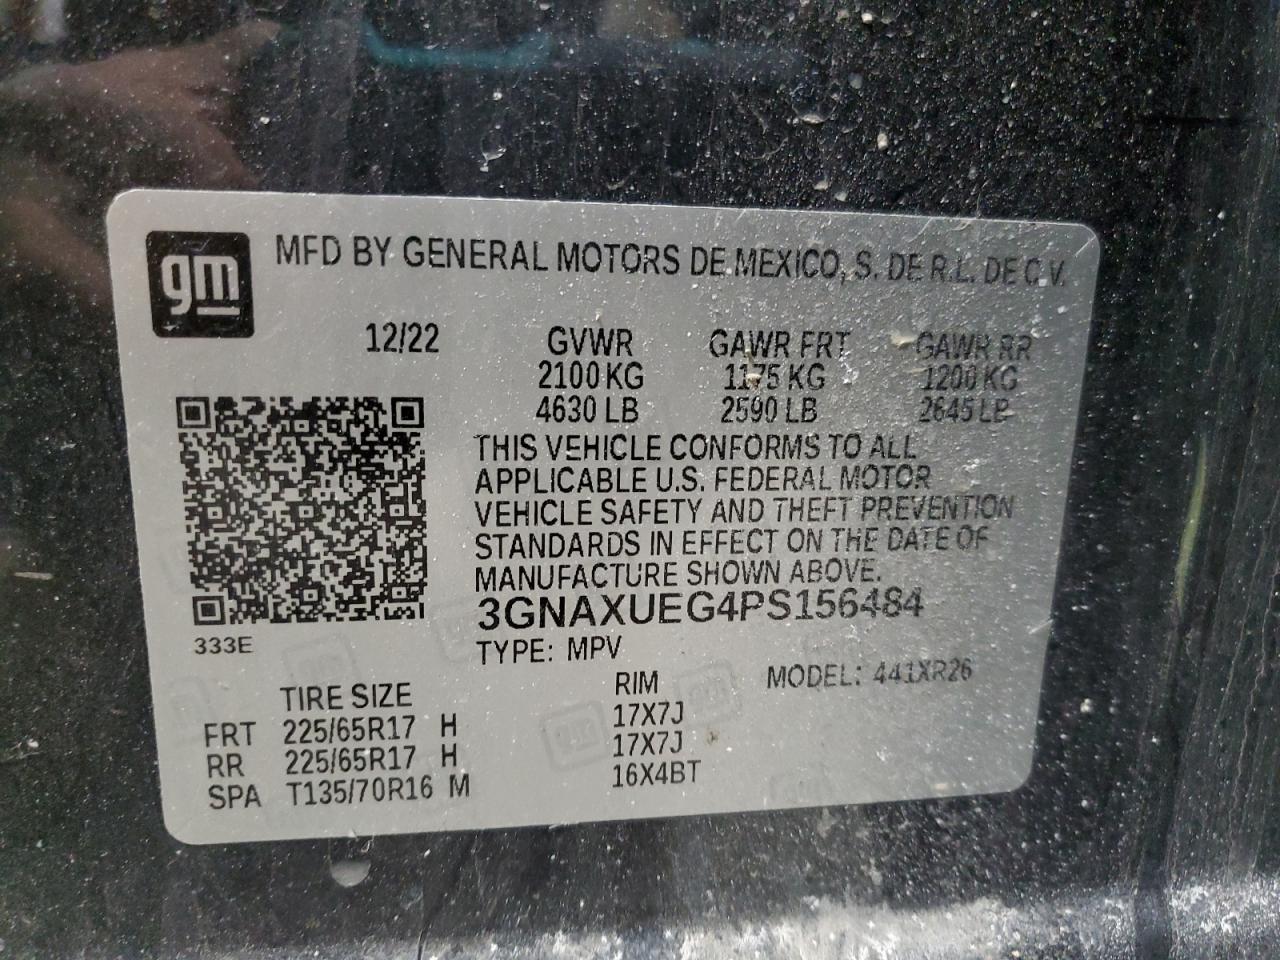 gm
MFD BY GENERAL MOTORS DE MEXICO, S. DE R.L. DE C.V.
12/22 GVWR GAWR FRT GAWR RR
2100 KG 1175 KG 1200 KG
4630 LB 2590 LB 2645 LB
THIS VEHICLE CONFORMS TO ALL
APPLICABLE U.S. FEDERAL MOTOR
VEHICLE SAFETY AND THEFT PREVENTION
STANDARDS IN EFFECT ON THE DATE OF
MANUFACTURE SHOWN ABOVE.
3GNAXUEG4PS156484
333E
TYPE: MPV
MODEL: 441XR26
TIRE SIZE RIM
FRT 225/65R17 H 17X7J
RR 225/65R17 H 17X7J
SPA T135/70R16 M 16X4BT